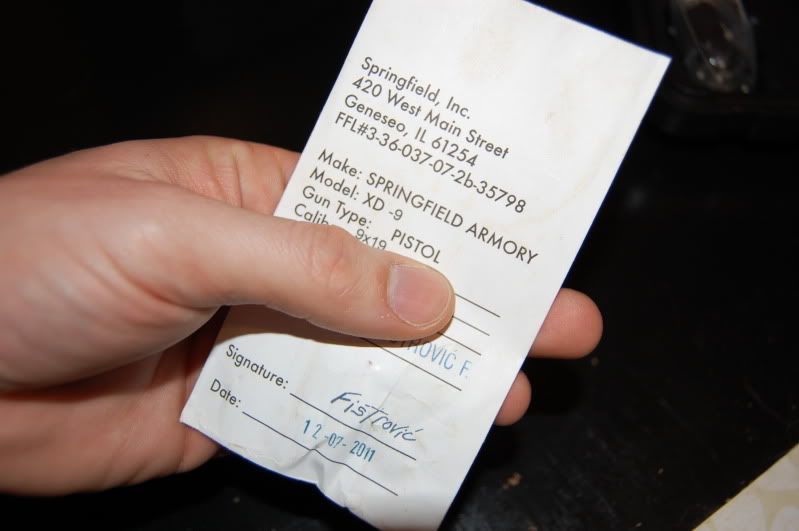 Springfield, Inc.
420 West Main Street
Geneseo, IL 61254
FFL#3-36-037-07-2b-35798
Make: SPRINGFIELD ARMORY
Model: XD -9
Gun Type: PISTOL
9x19
F.
Signature: Fištrović
Date: 12-07-2011